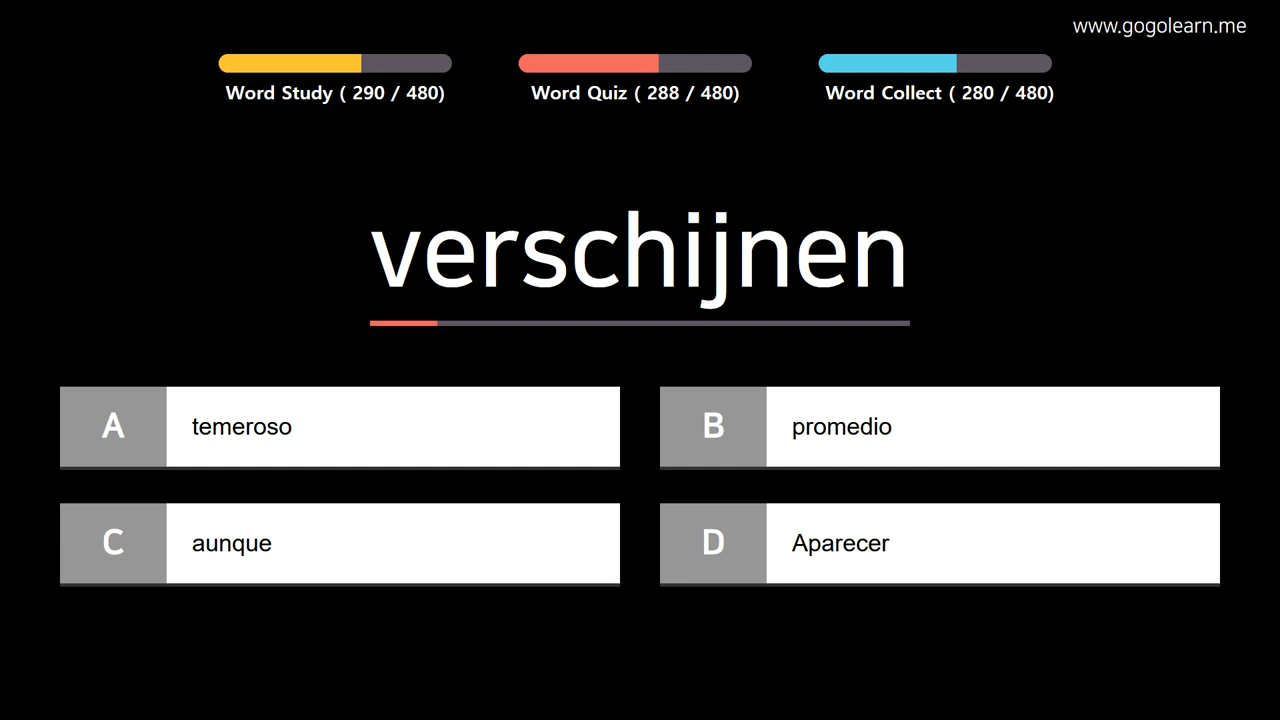 www.gogolearn.me
Word Study ( 290 / 480)
Word Quiz ( 288 / 480)
Word Collect ( 280 / 480)
verschijnen
A temeroso
B promedio
C aunque
D Aparecer